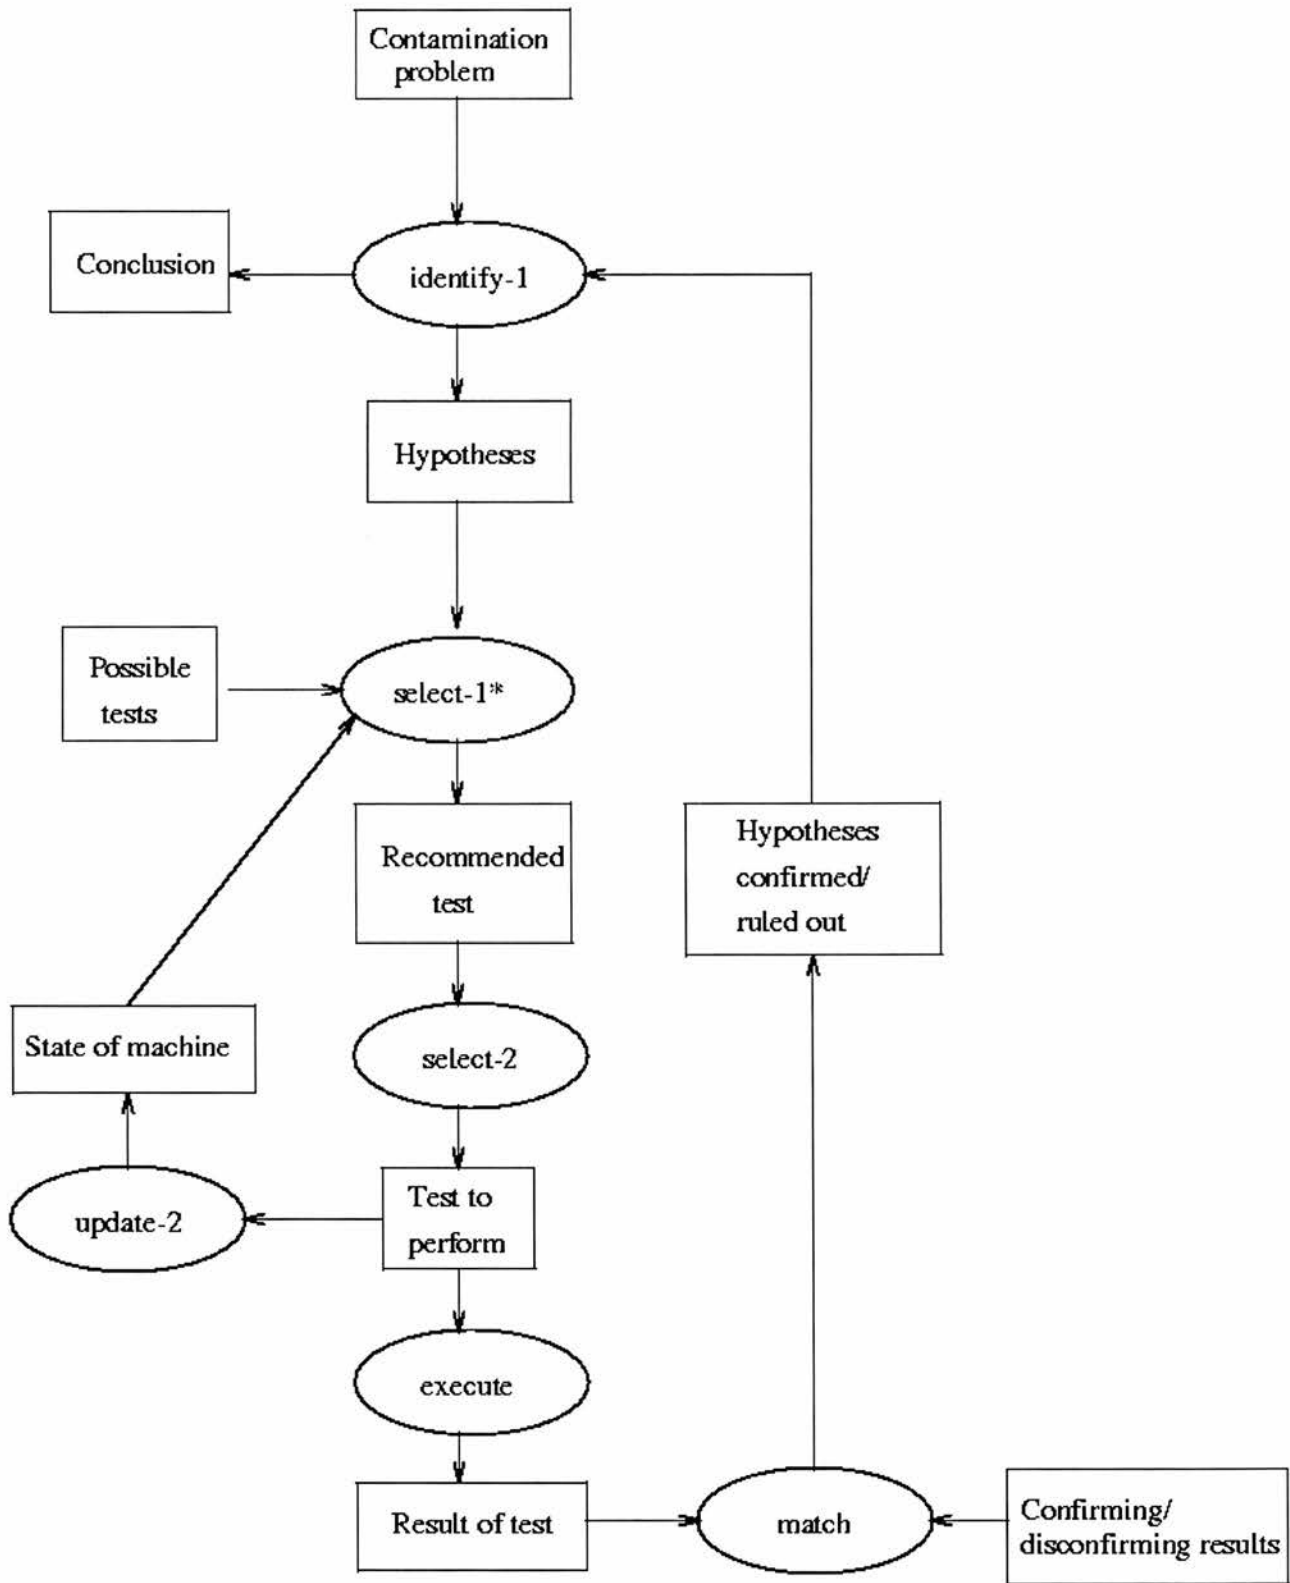 Contamination
problem
Conclusion
identify-1
Hypotheses
Possible
tests
select-1*
Recommended
test
Hypotheses
confirmed/
ruled out
State of machine
select-2
update-2
Test to
perform
execute
Result of test
match
Confirming/
disconfirming results